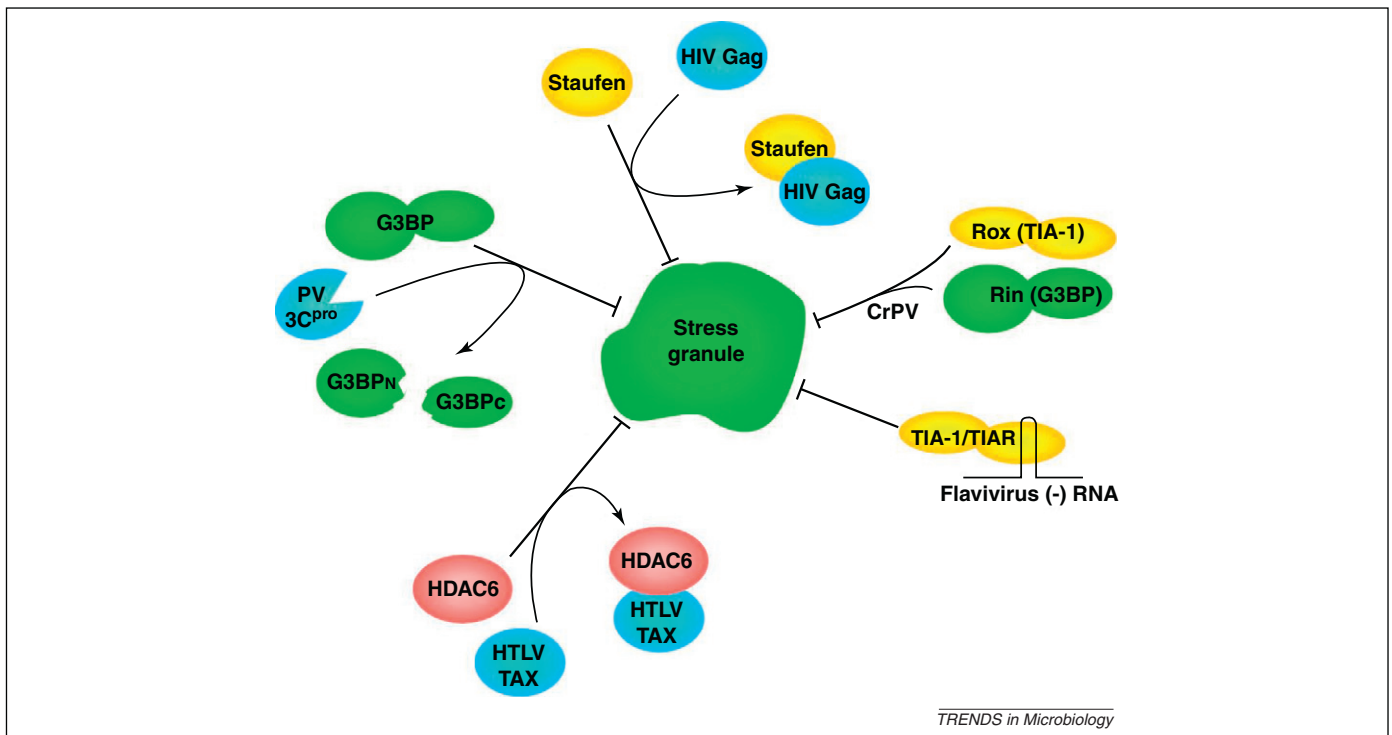 HIV Gag
Staufen
Staufen
HIV Gag
G3BP
Rox (TIA-1)
Rin (G3BP)
CrPV
PV
3Cpro
Stress
granule
G3BPN
G3BPC
TIA-1/TIAR
Flavivirus (-) RNA
HDAC6
HDAC6
HTLV
TAX
HTLV
TAX
TRENDS in Microbiology